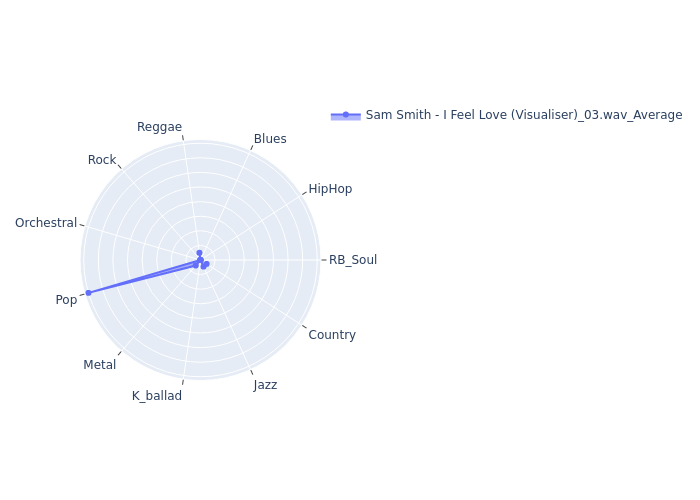 Sam Smith - I Feel Love (Visualiser)_03.wav_Average
Reggae
Blues
Rock
HipHop
Orchestral
RB_Soul
Pop
Country
Metal
Jazz
K_ballad